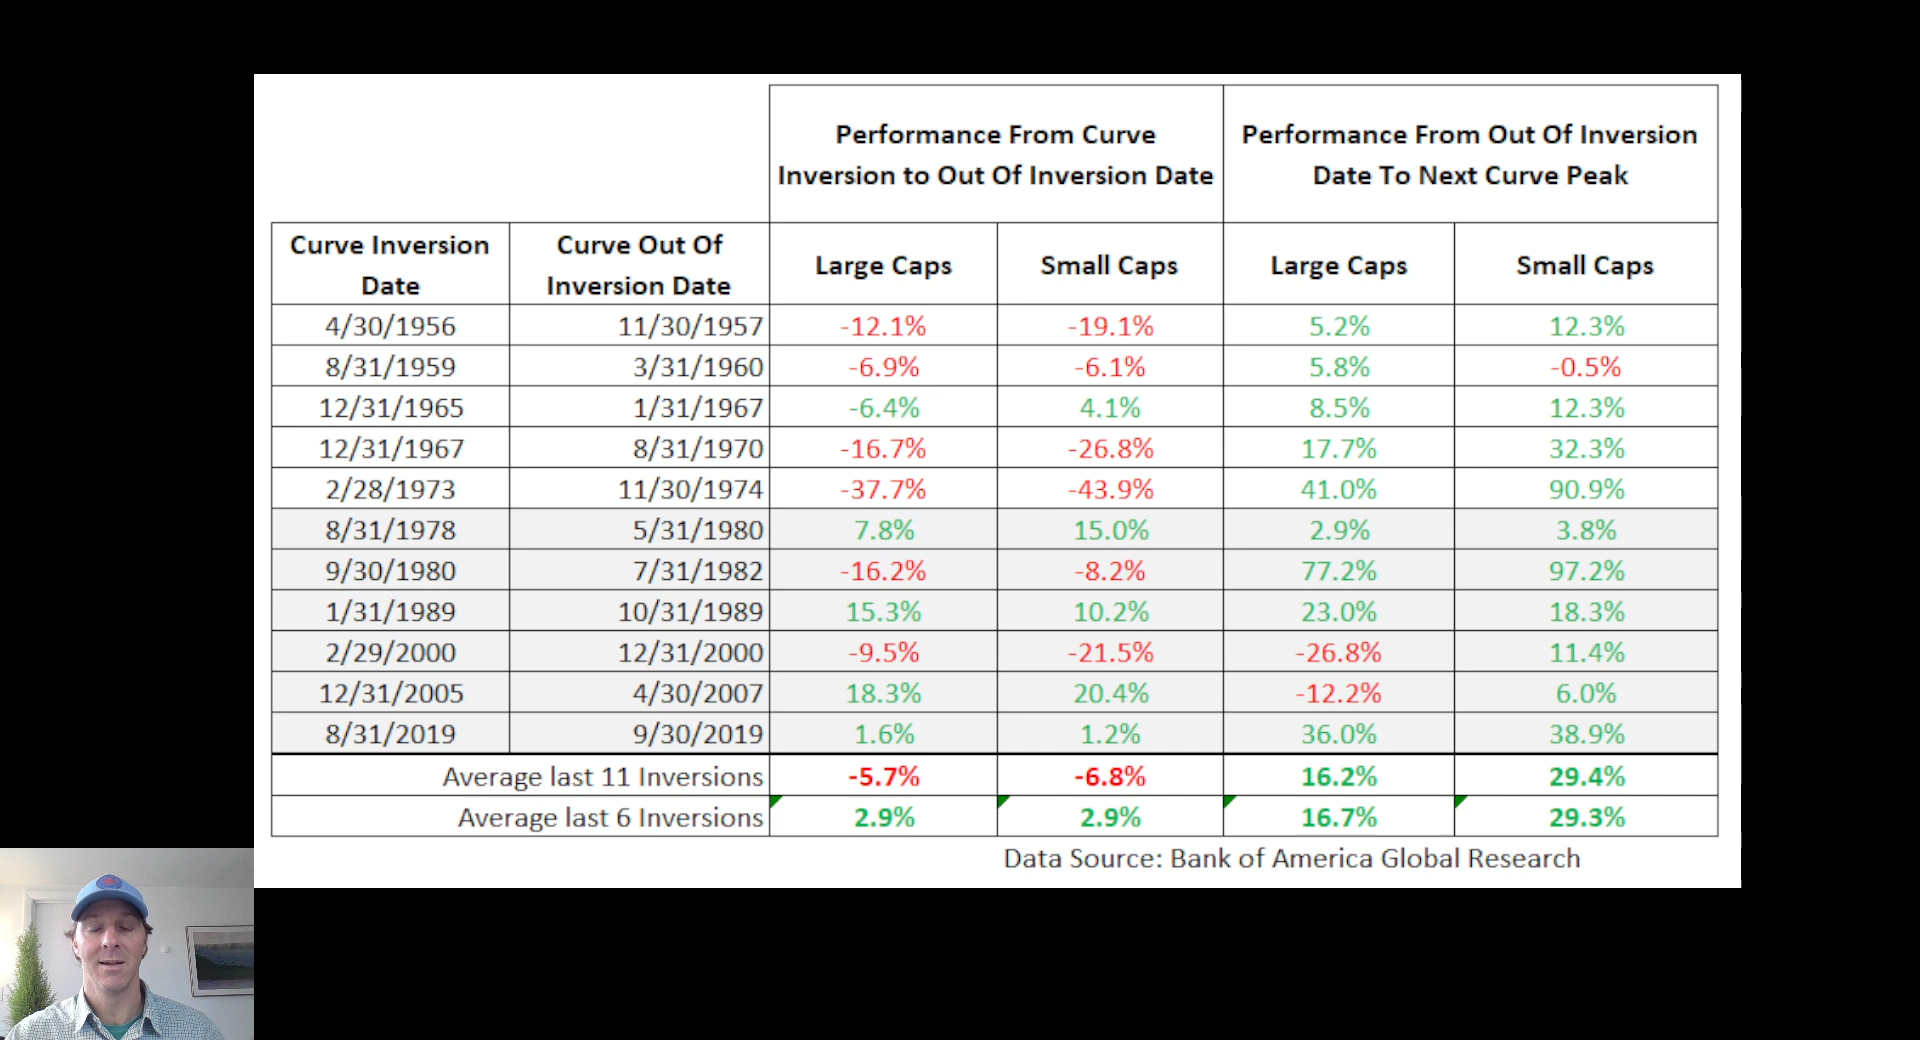 Performance From Curve
Inversion to Out Of Inversion Date
Performance From Out Of Inversion
Date To Next Curve Peak
Curve Inversion
Date
Curve Out Of
Inversion Date
Large Caps
Small Caps
Large Caps
Small Caps
4/30/1956 11/30/1957 -12.1% -19.1% 5.2% 12.3%
8/31/1959 3/31/1960 -6.9% -6.1% 5.8% -0.5%
12/31/1965 1/31/1967 -6.4% 4.1% 8.5% 12.3%
12/31/1967 8/31/1970 -16.7% -26.8% 17.7% 32.3%
2/28/1973 11/30/1974 -37.7% -43.9% 41.0% 90.9%
8/31/1978 5/31/1980 7.8% 15.0% 2.9% 3.8%
9/30/1980 7/31/1982 -16.2% -8.2% 77.2% 97.2%
1/31/1989 10/31/1989 15.3% 10.2% 23.0% 18.3%
2/29/2000 12/31/2000 -9.5% -21.5% -26.8% 11.4%
12/31/2005 4/30/2007 18.3% 20.4% -12.2% 6.0%
8/31/2019 9/30/2019 1.6% 1.2% 36.0% 38.9%
Average last 11 Inversions -5.7% -6.8% 16.2% 29.4%
Average last 6 Inversions 2.9% 2.9% 16.7% 29.3%
Data Source: Bank of America Global Research